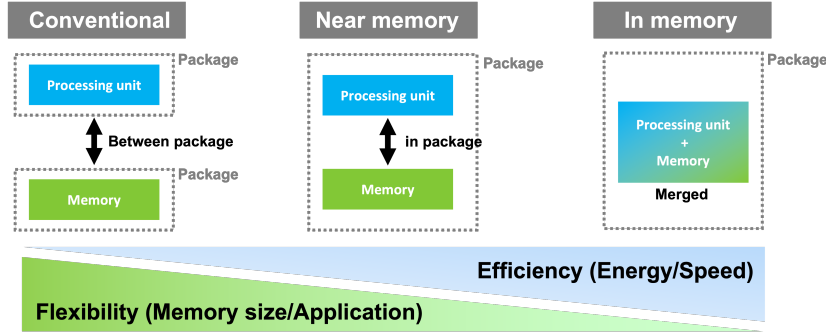 Conventional
Package
Processing unit
Between package
Package
Memory
Near memory
Package
Processing unit
in package
Memory
In memory
Package
Processing unit
+
Memory
Merged
Efficiency (Energy/Speed)
Flexibility (Memory size/Application)